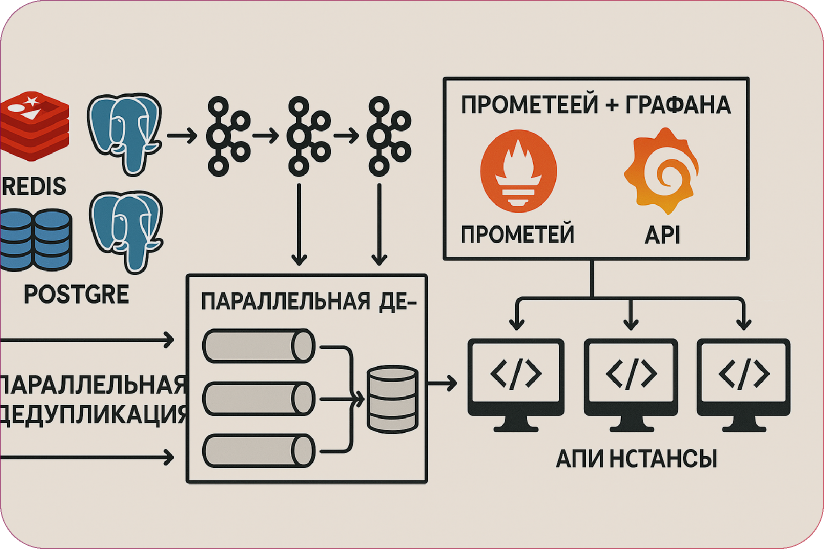 REDIS
POSTGRE
ПРОМЕТЕЕЙ + ГРАФАНА
ПРОМЕТЕЙ
API
ПАРАЛЛЕЛЬНАЯ ДЕ-
ПАРАЛЛЕЛЬНАЯ
ДЕДУПЛИКАЦИЯ
</>
</>
</>
АПИ НСТАНСЫ